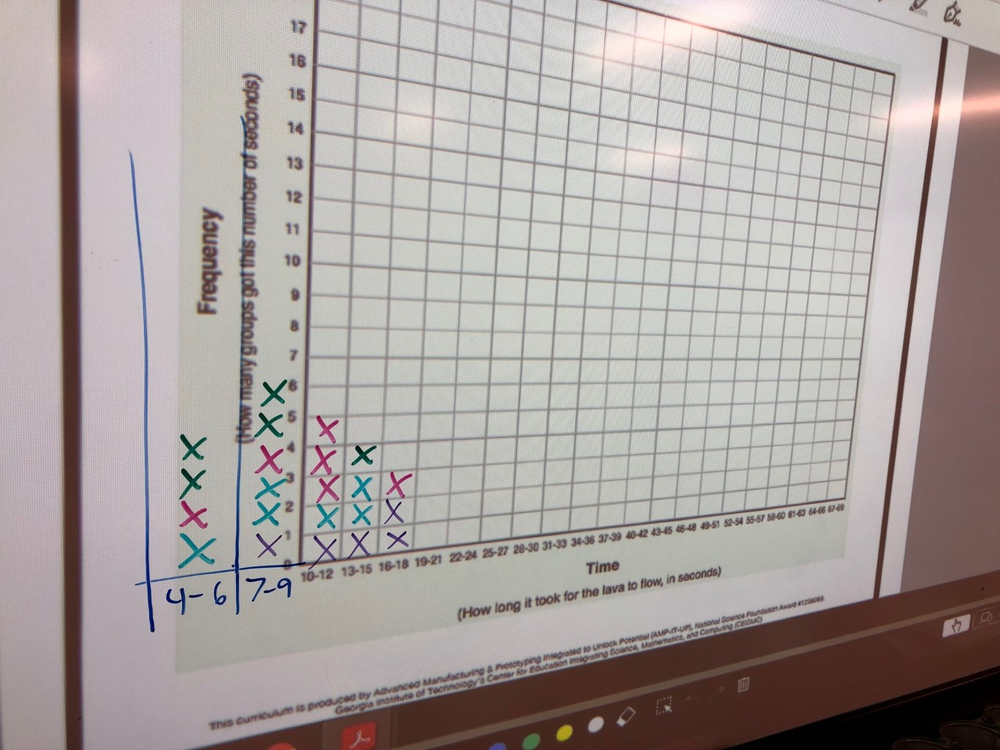 17
16
15
14
13
12
11
10
9
8
7
6
5
4
3
2
1
0
Frequency
(How many groups got this number of seconds)
X X X X
X X X X X X
X X X X X
X X X X
X X X
4-6 7-9
10-12 13-15 16-18 19-21 22-24 25-27 28-30 31-33 34-36 37-39 40-42 43-45 46-48 49-51 52-54 55-57 58-60 61-63 64-66 67-69
Time
(How long it took for the lava to flow, in seconds)
This curriculum is produced by Advanced Manufacturing & Prototyping Integrated to Unlock Potential (AMP-IT-UP), National Science Foundation Award #1238089.
Georgia Institute of Technology's Center for Education Integrating Science, Mathematics, and Computing (CEISMC)